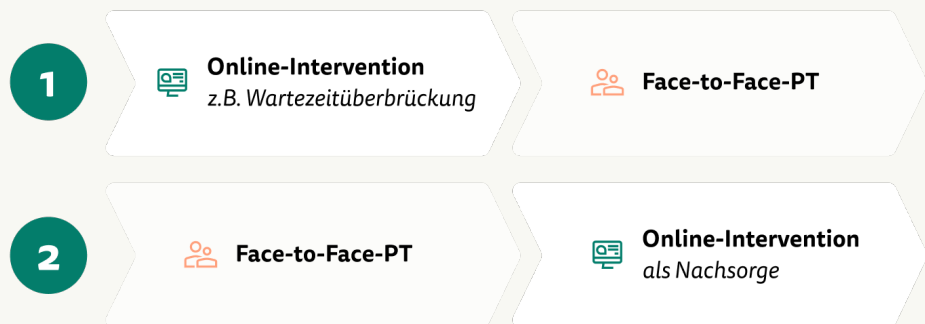 1
Online-Intervention
z.B. Wartezeitüberbrückung
Face-to-Face-PT
2
Face-to-Face-PT
Online-Intervention
als Nachsorge